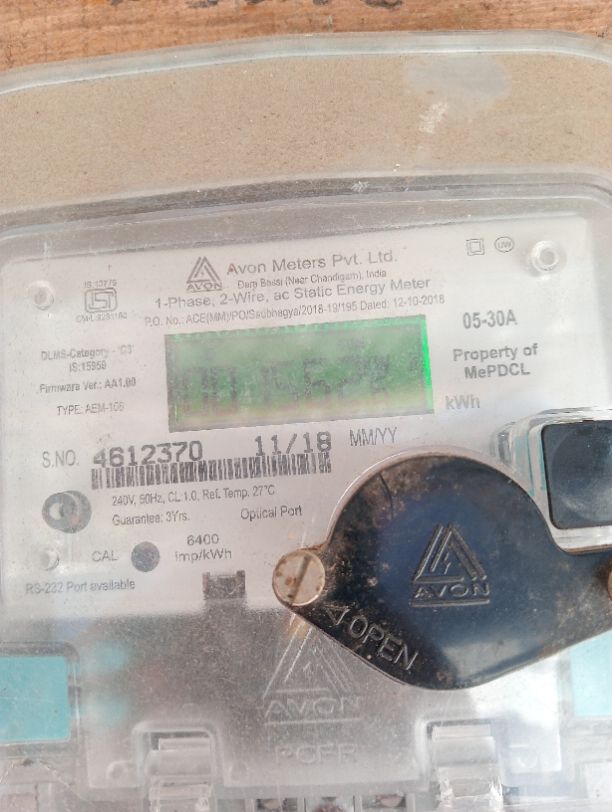 IS 13779
AVON
Avon Meters Pvt. Ltd.
Dera Bassi (Near Chandigarh), India
1-Phase, 2-Wire, ac Static Energy Meter
P.O. No.: ACE(MM)/PO/Saubhagya/2018-19/195 Dated: 12-10-2018
UW
05-30A
Property of
MePDCL
DLMS-Category - 'C3'
IS:15959
Firmware Ver.: AA1.00
TYPE: AEM-106
kWh
S.NO. 4612370 11/18 MM/YY
240V, 50Hz, CL:1.0, Ref. Temp. 27°C
Guarantee: 3Yrs. Optical Port
CAL 6400
imp/kWh
RS-232 Port available
AVON
OPEN
AVON